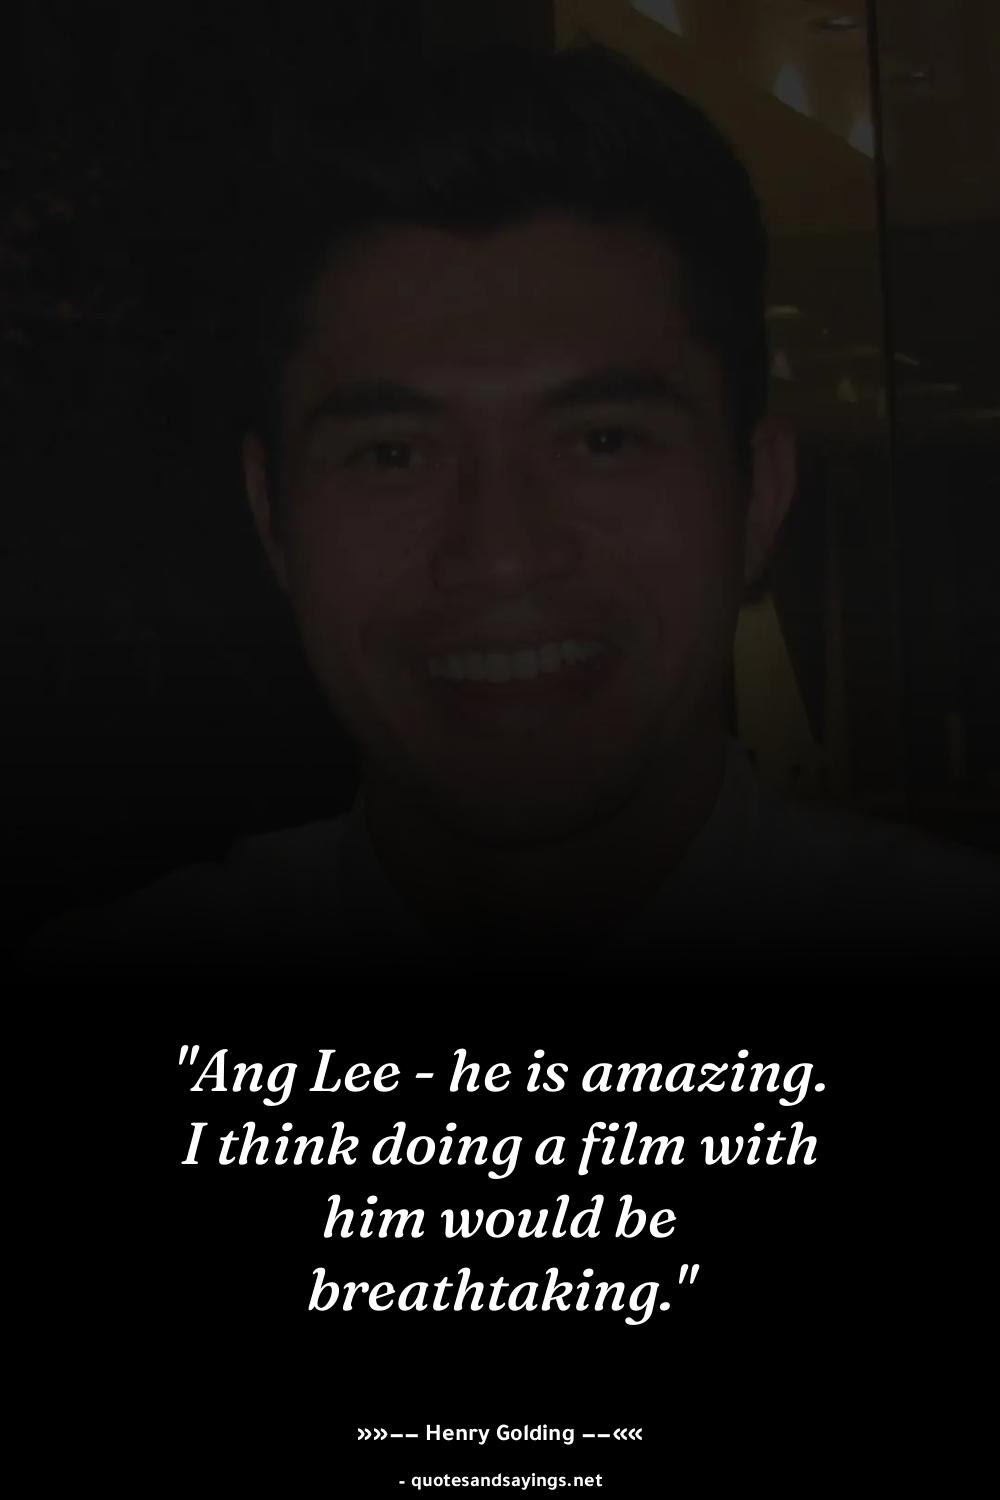 "Ang Lee - he is amazing.
I think doing a film with
him would be
breathtaking."
»»−− Henry Golding −−««
- quotesandsayings.net